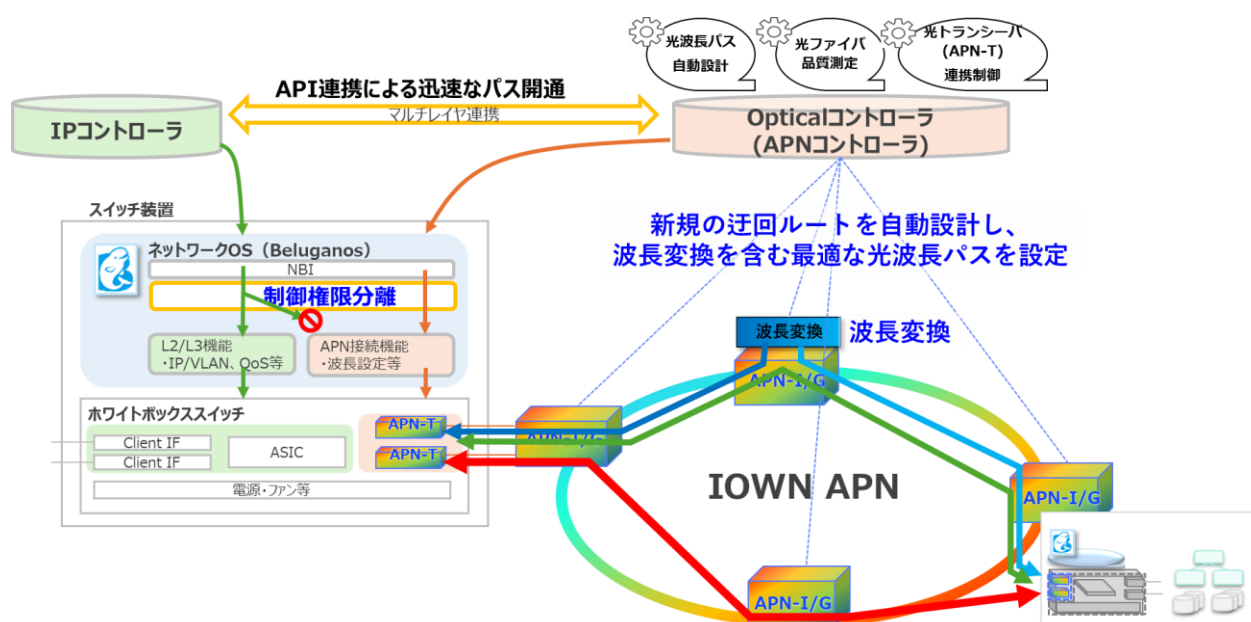 光波長パス
自動設計
光ファイバ
品質測定
光トランシーバ
(APN-T)
連携制御
API連携による迅速なパス開通
マルチレイヤ連携
IPコントローラ
Opticalコントローラ
(APNコントローラ)
スイッチ装置
ネットワークOS（Beluganos）
NBI
制御権限分離
L2/L3機能
・IP/VLAN、QoS等
APN接続機能
・波長設定等
ホワイトボックススイッチ
Client IF
Client IF
ASIC
APN-T
APN-T
電源・ファン等
新規の迂回ルートを自動設計し、
波長変換を含む最適な光波長パスを設定
波長変換
波長変換
APN-I/G
APN-I/G
IOWN APN
APN-I/G
APN-I/G